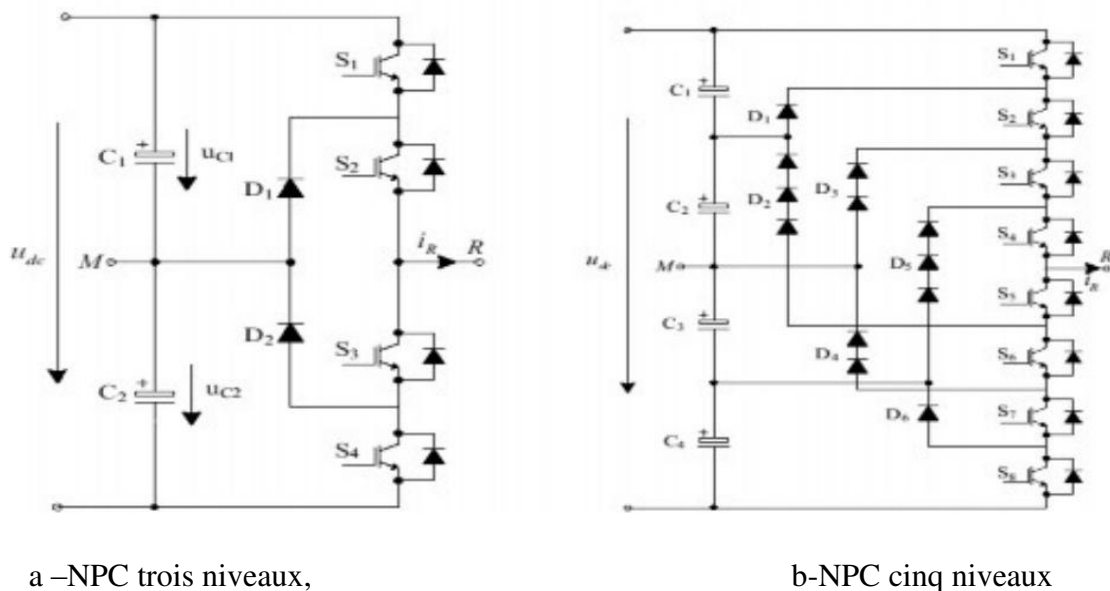 S1
C1
uC1
S2
D1
udc
M
iR
R
D2
S3
C2
uC2
S4
S1
C1
D1
S2
D3
S3
C2
D2
S4
M
D5
R
iR
C3
S5
D4
S6
D6
S7
C4
S8
a –NPC trois niveaux,
b-NPC cinq niveaux